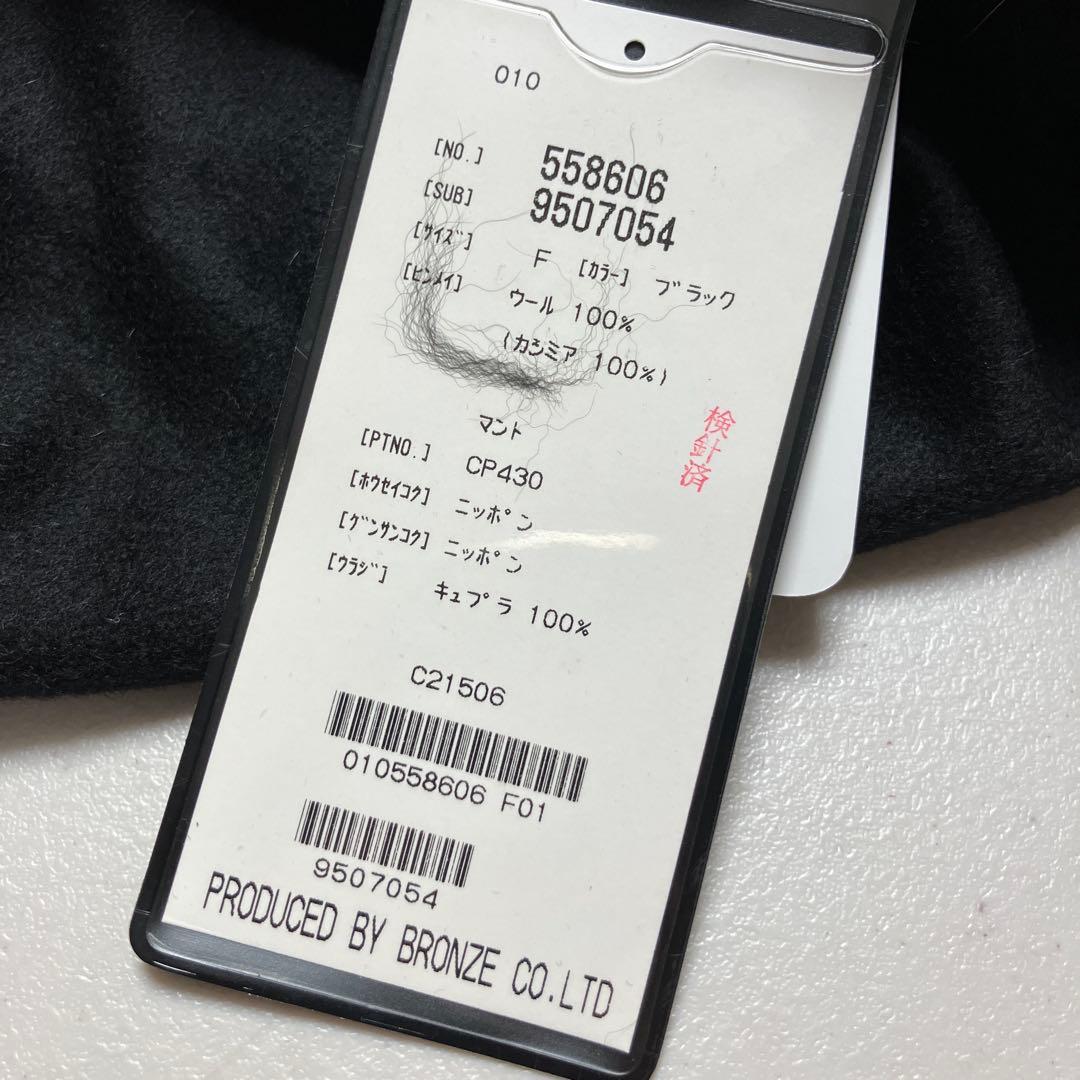 010
[NO.] 558606
[SUB] 9507054
[サイズ] F [カラー] ブラック
[ヒンメイ] ウール 100%
(カシミア 100%)
マント
[PTNO.] CP430
[ホウセイコク] ニッポン
[ゲンサンコク] ニッポン
[ウラジ] キュプラ 100%
検針済
C21506
010558606 F01
9507054
PRODUCED BY BRONZE CO.LTD